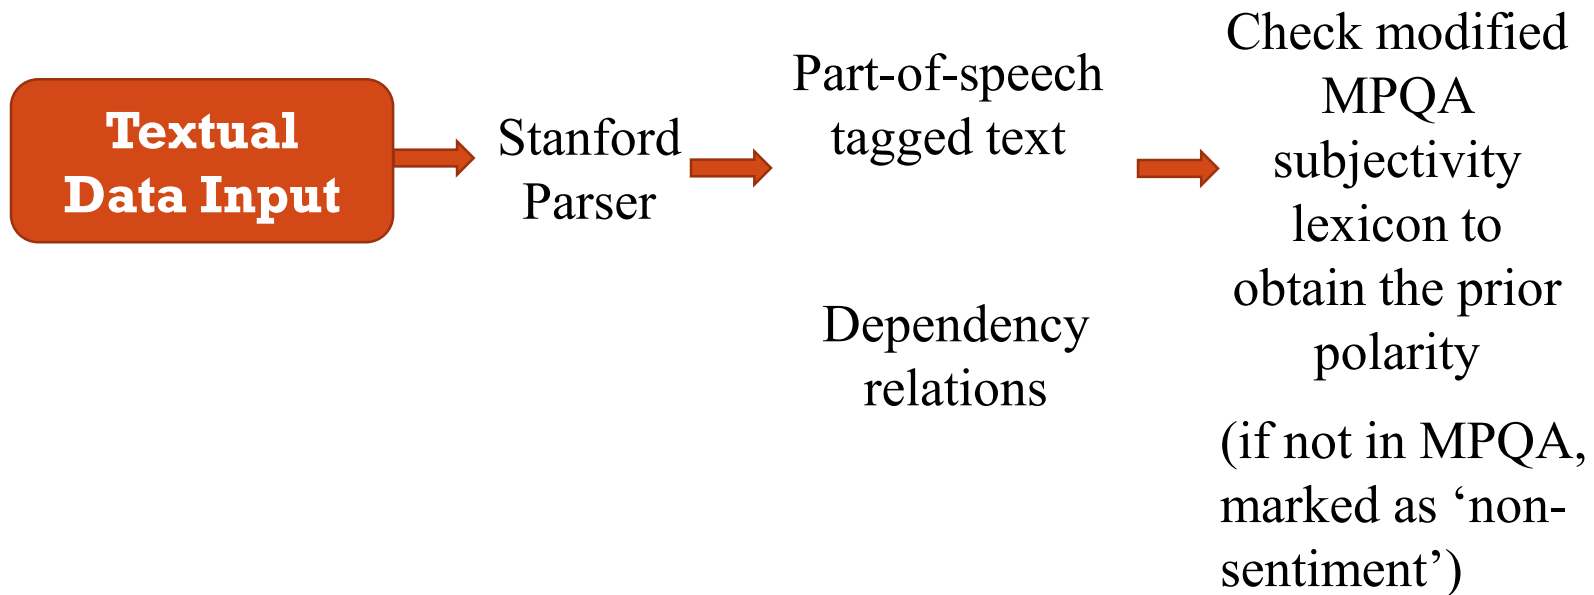 Textual
Data Input
Stanford
Parser
Part-of-speech
tagged text
Dependency
relations
Check modified
MPQA
subjectivity
lexicon to
obtain the prior
polarity
(if not in MPQA,
marked as ‘non-
sentiment’)